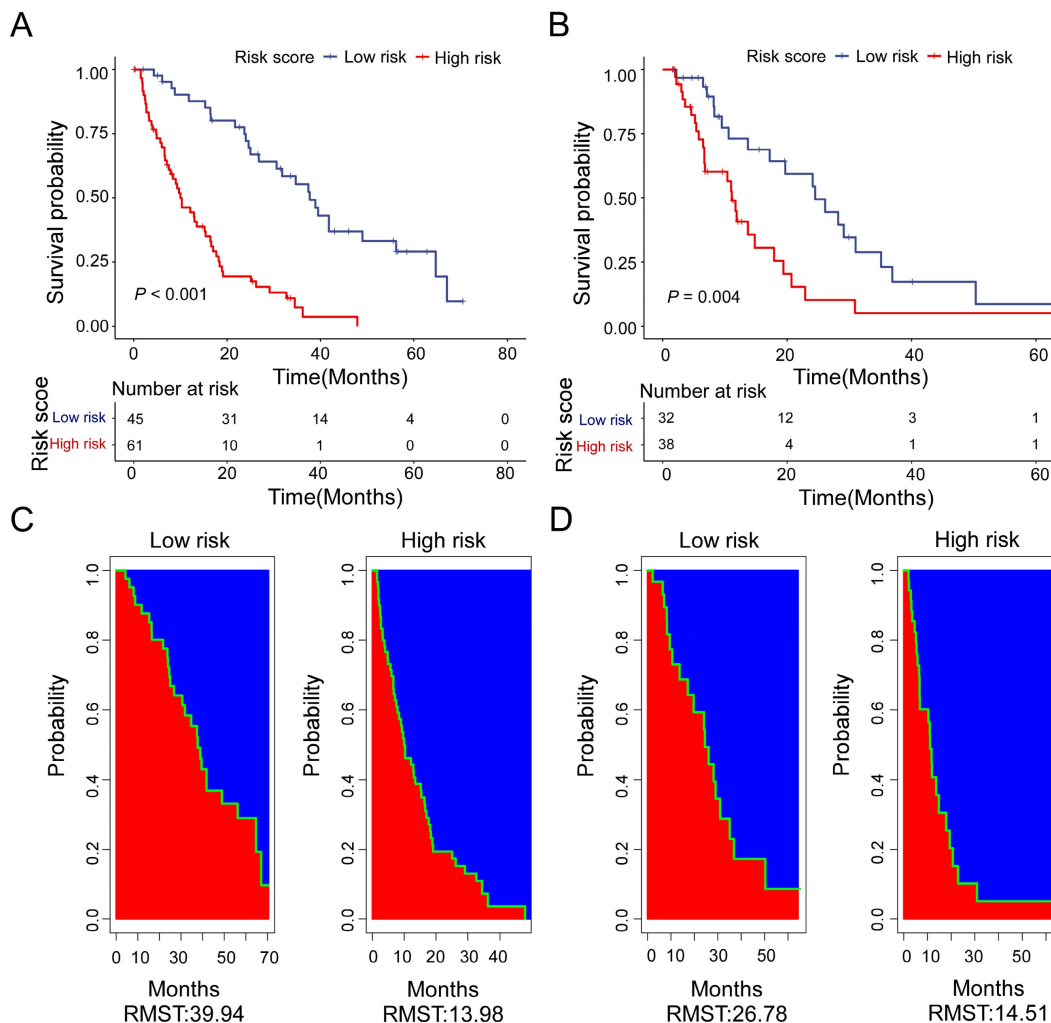 A
Risk score Low risk High risk
Survival probability
1.00
0.75
0.50
0.25
0.00
P < 0.001
0 20 40 60 80
Time(Months)
Number at risk
Risk scoe
Low risk 45 31 14 4 0
High risk 61 10 1 0 0
0 20 40 60 80
Time(Months)
B
Risk score Low risk High risk
Survival probability
1.00
0.75
0.50
0.25
0.00
P = 0.004
0 20 40 60
Time(Months)
Number at risk
Risk scoe
Low risk 32 12 3 1
High risk 38 4 1 1
0 20 40 60
Time(Months)
C
Low risk
Probability
1.0
0.8
0.6
0.4
0.2
0.0
0 10 30 50 70
Months
RMST:39.94
High risk
Probability
1.0
0.8
0.6
0.4
0.2
0.0
0 10 20 30 40
Months
RMST:13.98
D
Low risk
Probability
1.0
0.8
0.6
0.4
0.2
0.0
0 10 30 50
Months
RMST:26.78
High risk
Probability
1.0
0.8
0.6
0.4
0.2
0.0
0 10 30 50
Months
RMST:14.51